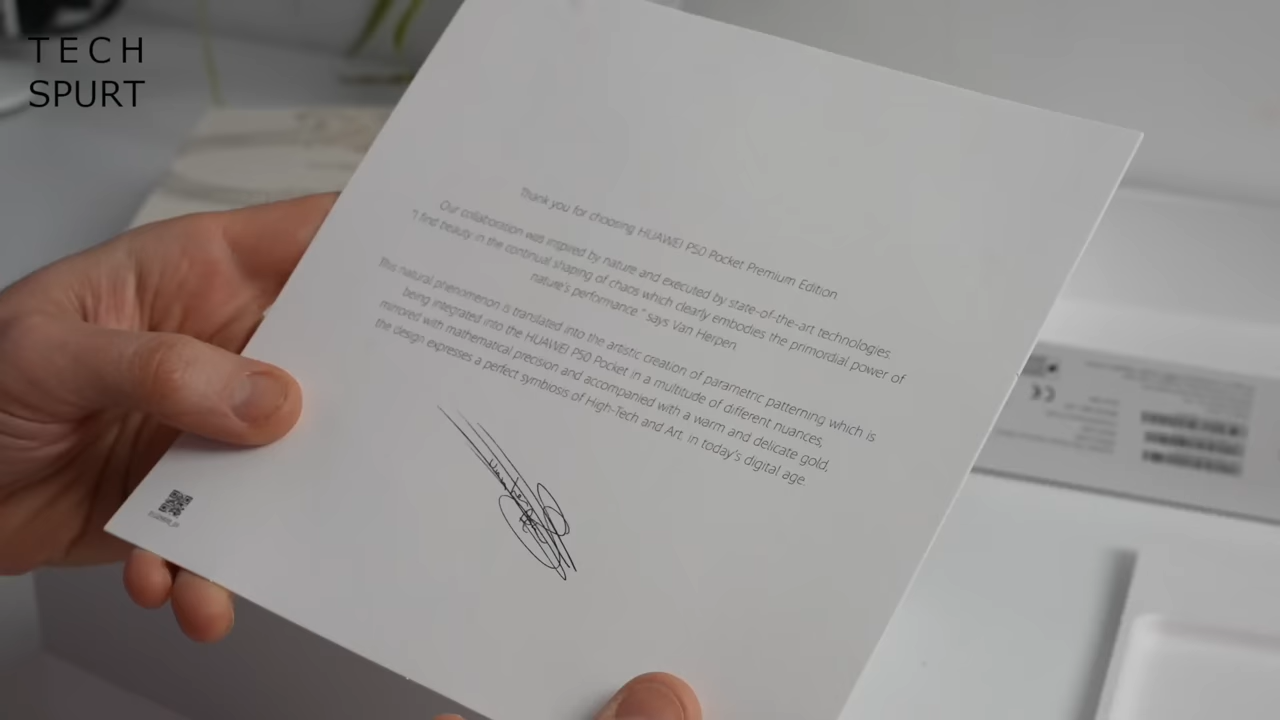 TECH
SPURT
Thank you for choosing HUAWEI P50 Pocket Premium Edition.
Our collaboration was inspired by nature and executed by state-of-the-art technologies.
"I find beauty in the continual shaping of chaos which clearly embodies the primordial power of
nature's performance." says Van Herpen.
This natural phenomenon is translated into the artistic creation of parametric patterning which is
being integrated into the HUAWEI P50 Pocket in a multitude of different nuances,
mirrored with mathematical precision and accompanied with a warm and delicate gold,
the design expresses a perfect symbiosis of High-Tech and Art, in today's digital age.
CE